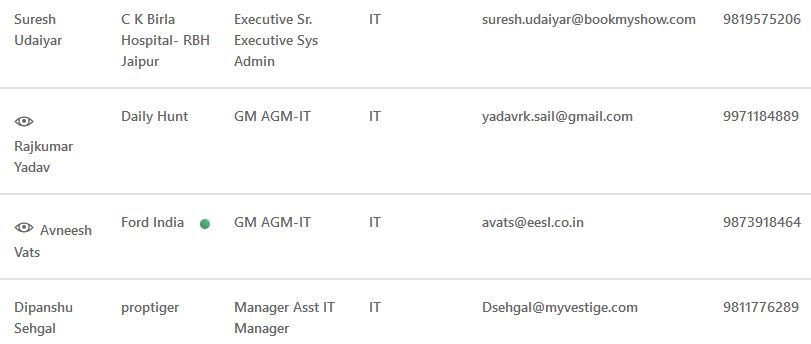 Suresh Udaiyar C K Birla Hospital- RBH Jaipur Executive Sr. Executive Sys Admin IT suresh.udaiyar@bookmyshow.com 9819575206
Rajkumar Yadav Daily Hunt GM AGM-IT IT yadavrk.sail@gmail.com 9971184889
Avneesh Vats Ford India GM AGM-IT IT avats@eesl.co.in 9873918464
Dipanshu Sehgal proptiger Manager Asst IT Manager IT Dsehgal@myvestige.com 9811776289